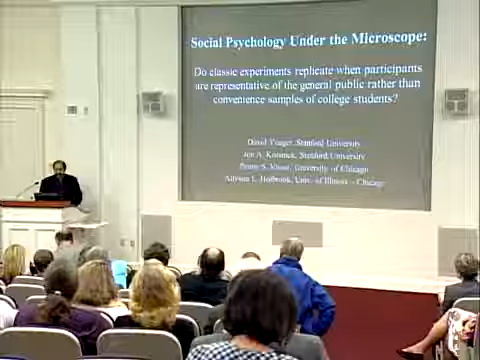 Social Psychology Under the Microscope:
Do classic experiments replicate when participants
are representative of the general public rather than
convenience samples of college students?
David Yeager, Stanford University
Jon A. Krosnick, Stanford University
Penny S. Visser, University of Chicago
Allyson L. Holbrook, Univ. of Illinois – Chicago